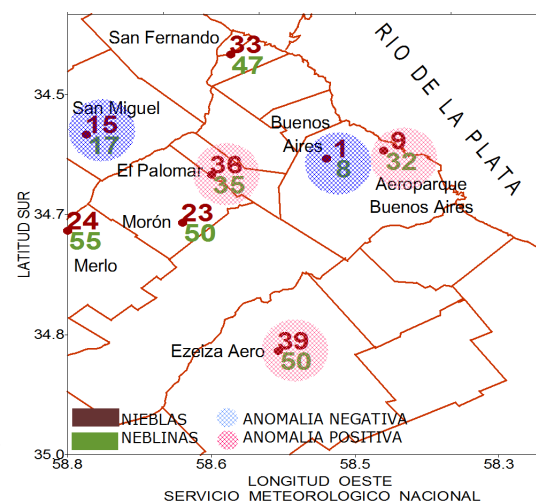 RIO DE LA PLATA
San Fernando
33
47
34.5
San Miguel
15
17
Buenos
Aires
1
8
9
32
Aeroparque
Buenos Aires
El Palomar
36
35
34.7
24
55
Merlo
Morón
23
50
LATITUD SUR
34.8
Ezeiza Aero
39
50
NIEBLAS
NEBLINAS
ANOMALIA NEGATIVA
ANOMALIA POSITIVA
35.0
58.8
58.6
58.5
58.3
LONGITUD OESTE
SERVICIO METEOROLOGICO NACIONAL